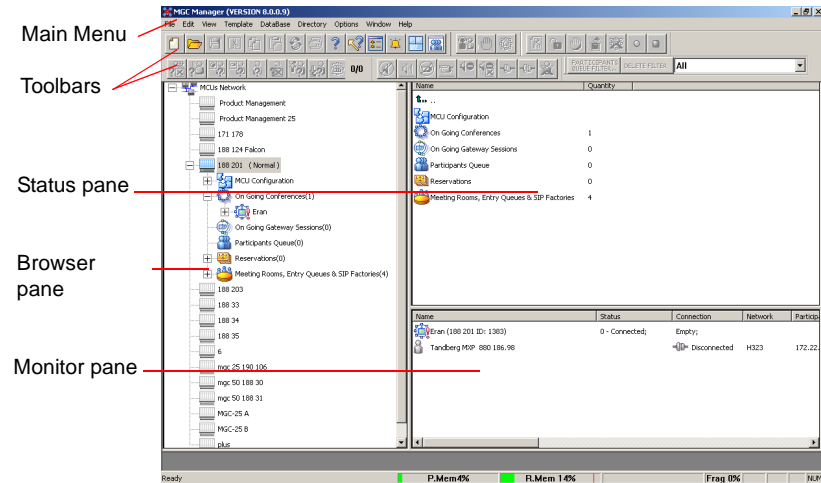 MGC Manager (VERSION 8.0.0.9)
File Edit View Template DataBase Directory Options Window Help
Main Menu
Toolbars
0/0
PARTICIPANTS QUEUE FILTER...
DELETE FILTER
All
MCUs Network
Product Management
Product Management 25
171 178
188 124 Falcon
188 201 (Normal)
MCU Configuration
On Going Conferences(1)
Eran
On Going Gateway Sessions(0)
Participants Queue(0)
Reservations(0)
Meeting Rooms, Entry Queues & SIP Factories(4)
188 203
188 33
188 34
188 35
6
mgc 25 190 106
mgc 50 188 30
mgc 50 188 31
MGC-25 A
MGC-25 B
plus
Status pane
Browser
pane
Monitor pane
Name Quantity
..
MCU Configuration
On Going Conferences 1
On Going Gateway Sessions 0
Participants Queue 0
Reservations 0
Meeting Rooms, Entry Queues & SIP Factories 4
Name Status Connection Network Particip
Eran (188 201 ID: 1383) 0 - Connected; Empty;
Tandberg MXP 880 186.98 Disconnected H323 172.22.
Ready P.Mem4% R.Mem 14% Frag 0% NUM